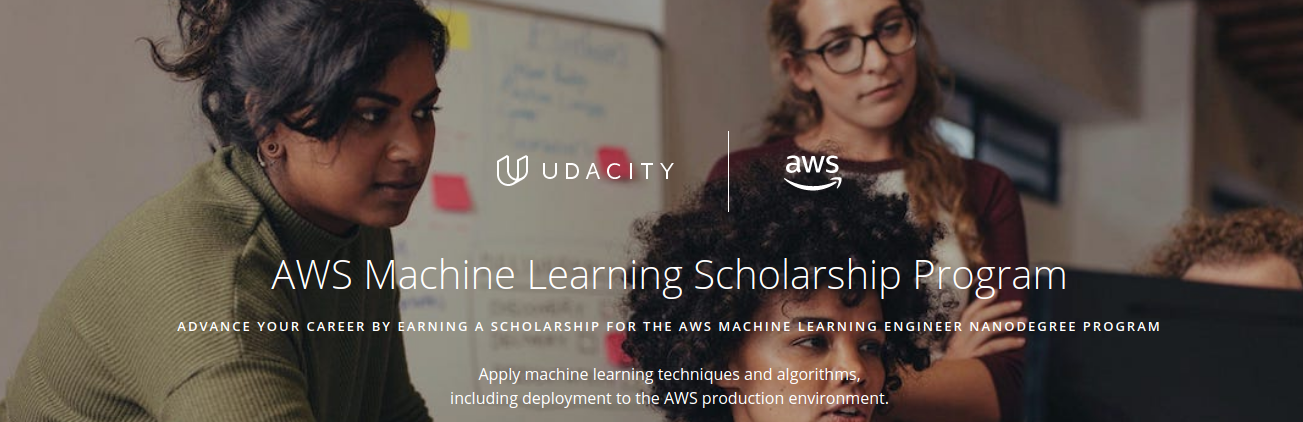 UDACITY
aws
AWS Machine Learning Scholarship Program
ADVANCE YOUR CAREER BY EARNING A SCHOLARSHIP FOR THE AWS MACHINE LEARNING ENGINEER NANODEGREE PROGRAM
Apply machine learning techniques and algorithms,
including deployment to the AWS production environment.